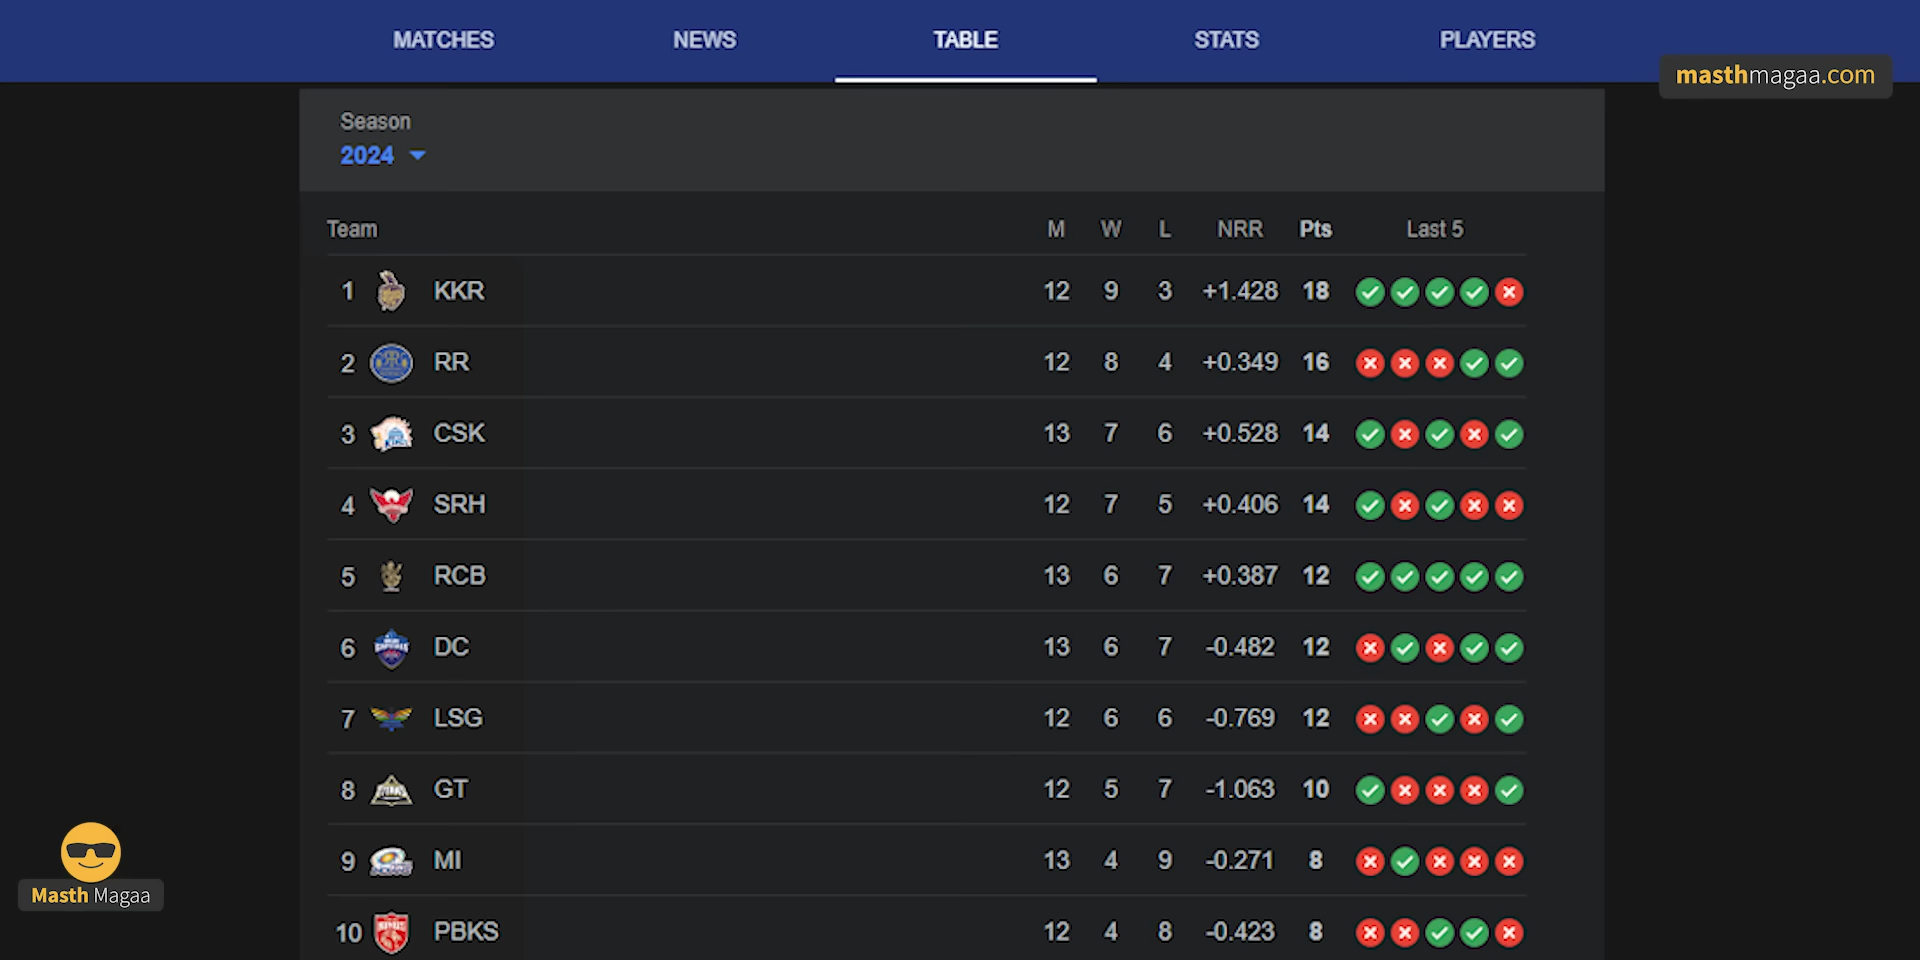 MATCHES NEWS TABLE STATS PLAYERS
masthmagaa.com
Season
2024
Team M W L NRR Pts Last 5
1 KKR 12 9 3 +1.428 18
2 RR 12 8 4 +0.349 16
3 CSK 13 7 6 +0.528 14
4 SRH 12 7 5 +0.406 14
5 RCB 13 6 7 +0.387 12
6 DC 13 6 7 -0.482 12
7 LSG 12 6 6 -0.769 12
8 GT 12 5 7 -1.063 10
9 MI 13 4 9 -0.271 8
10 PBKS 12 4 8 -0.423 8
Masth Magaa